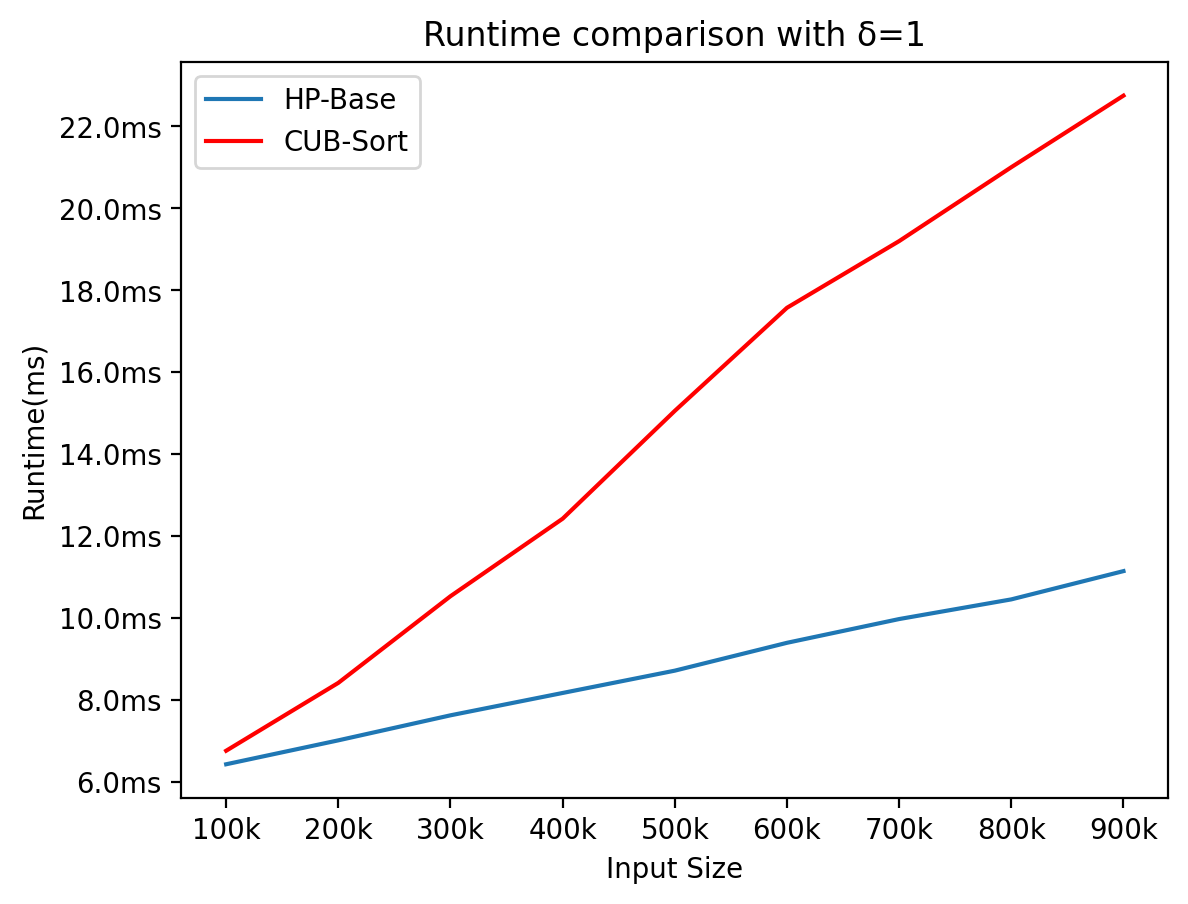 Runtime comparison with δ=1
HP-Base
CUB-Sort
22.0ms
20.0ms
18.0ms
16.0ms
14.0ms
12.0ms
10.0ms
8.0ms
6.0ms
Runtime(ms)
100k 200k 300k 400k 500k 600k 700k 800k 900k
Input Size